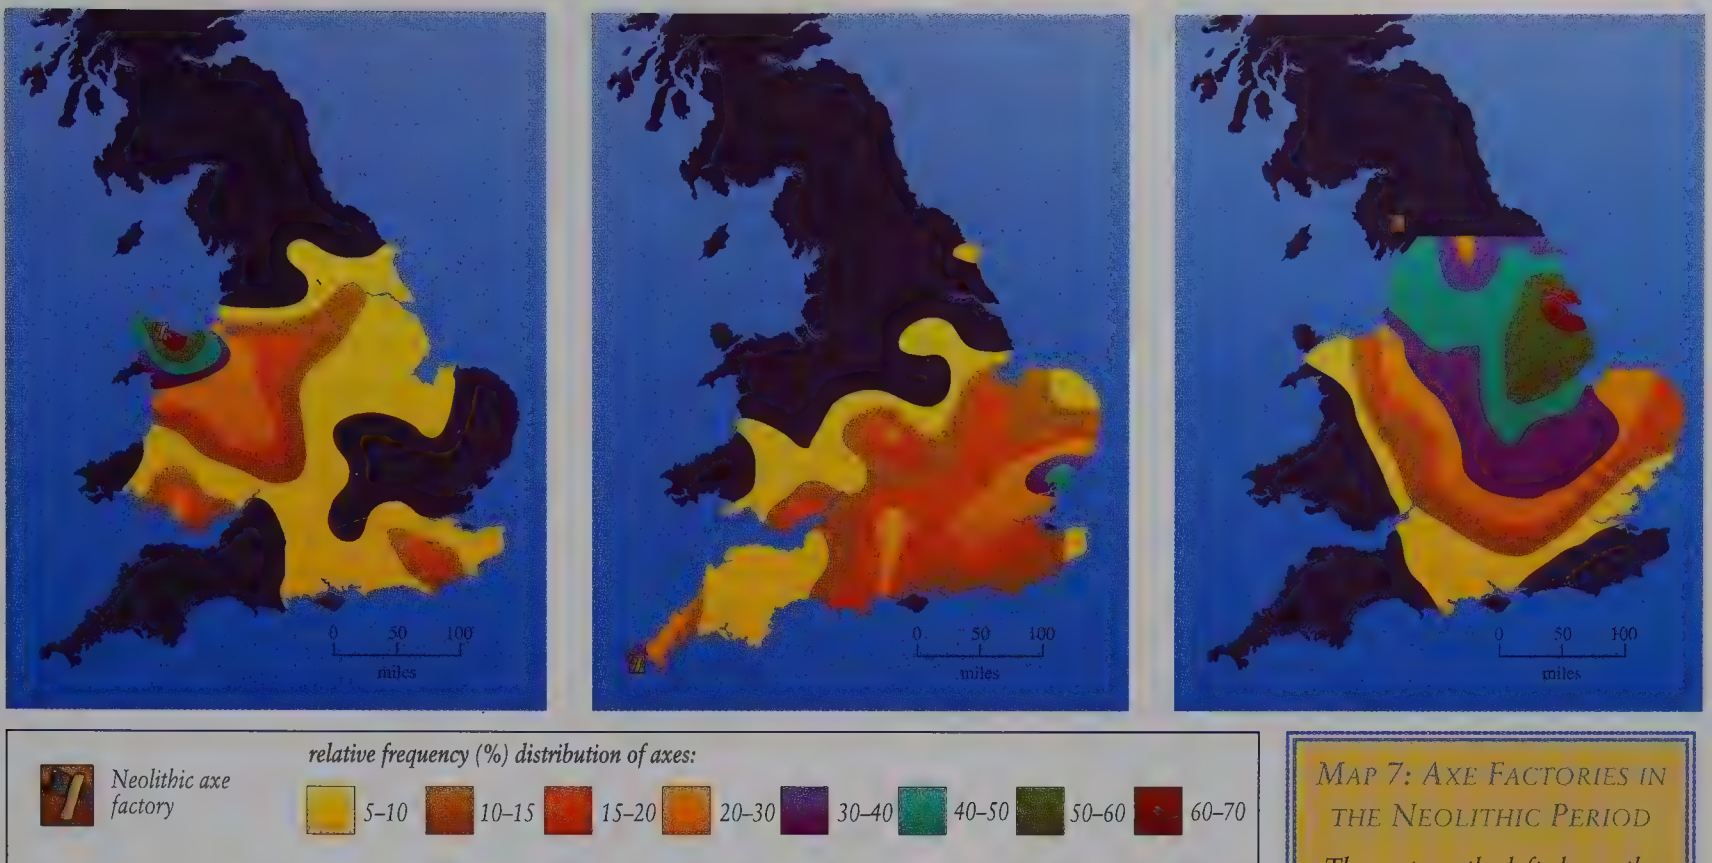 0 50 100
miles
0 50 100
miles
0 50 100
miles
Neolithic axe
factory
relative frequency (%) distribution of axes:
5–10
10–15
15–20
20–30
30–40
40–50
50–60
60–70
MAP 7: AXE FACTORIES IN
THE NEOLITHIC PERIOD